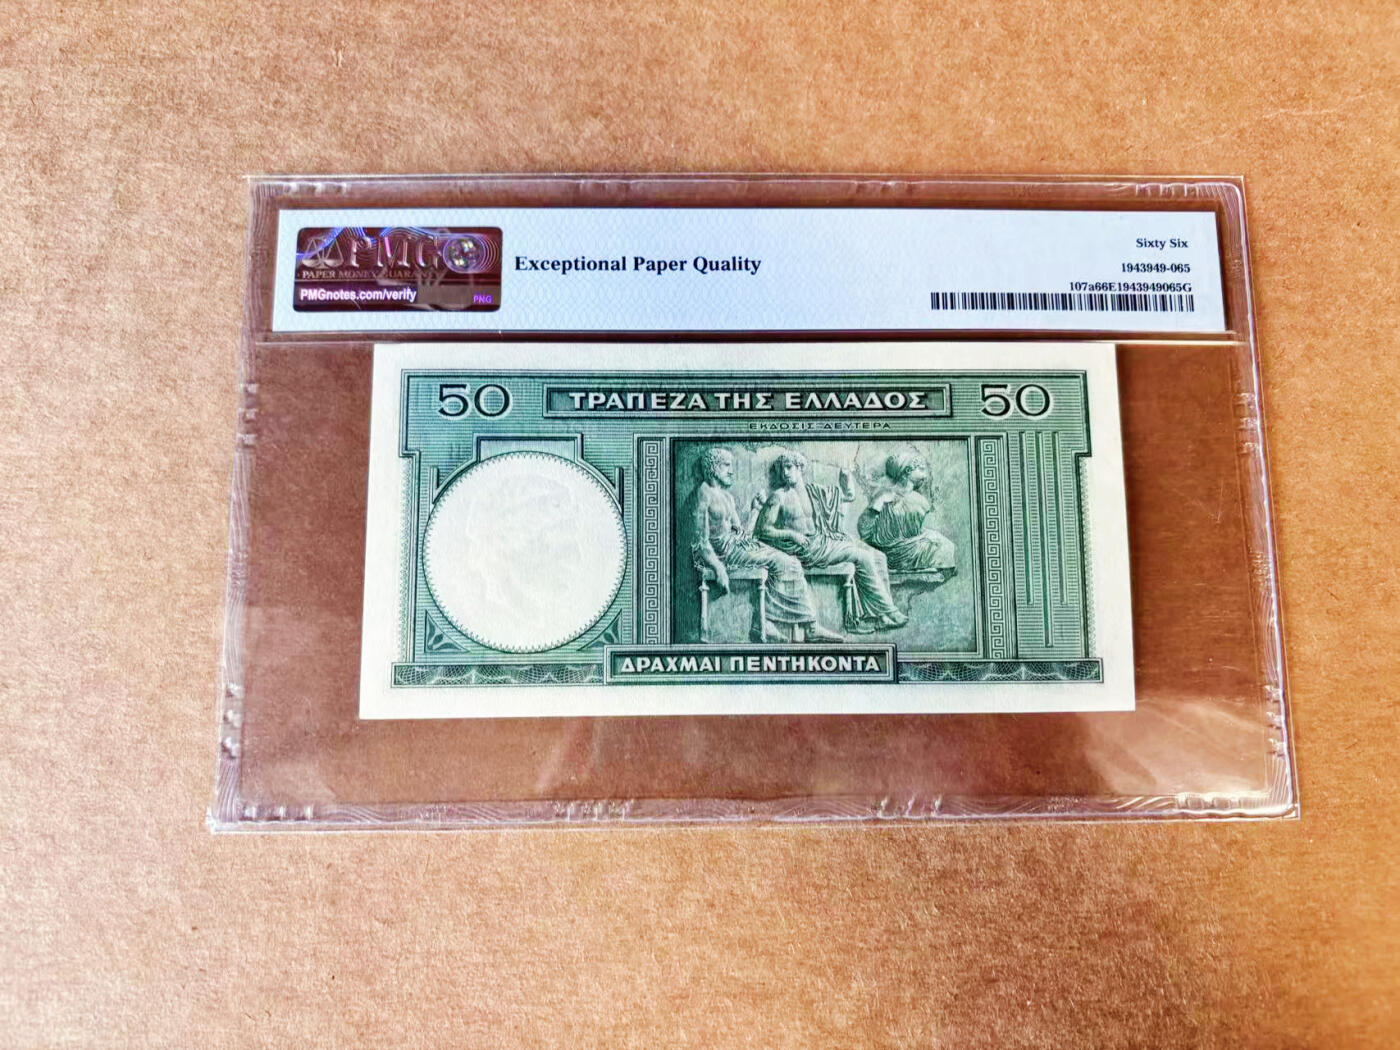 PMG
PAPER MONEY GUARANTY
PMGnotes.com/verify
PMG
Exceptional Paper Quality
Sixty Six
1943949-065
107a66E1943949065G
50 ΤΡΑΠΕΖΑ ΤΗΣ ΕΛΛΑΔΟΣ 50
ΕΚΔΟΣΙΣ ΔΕΥΤΕΡΑ
ΔΡΑΧΜΑΙ ΠΕΝΤΗΚΟΝΤΑ